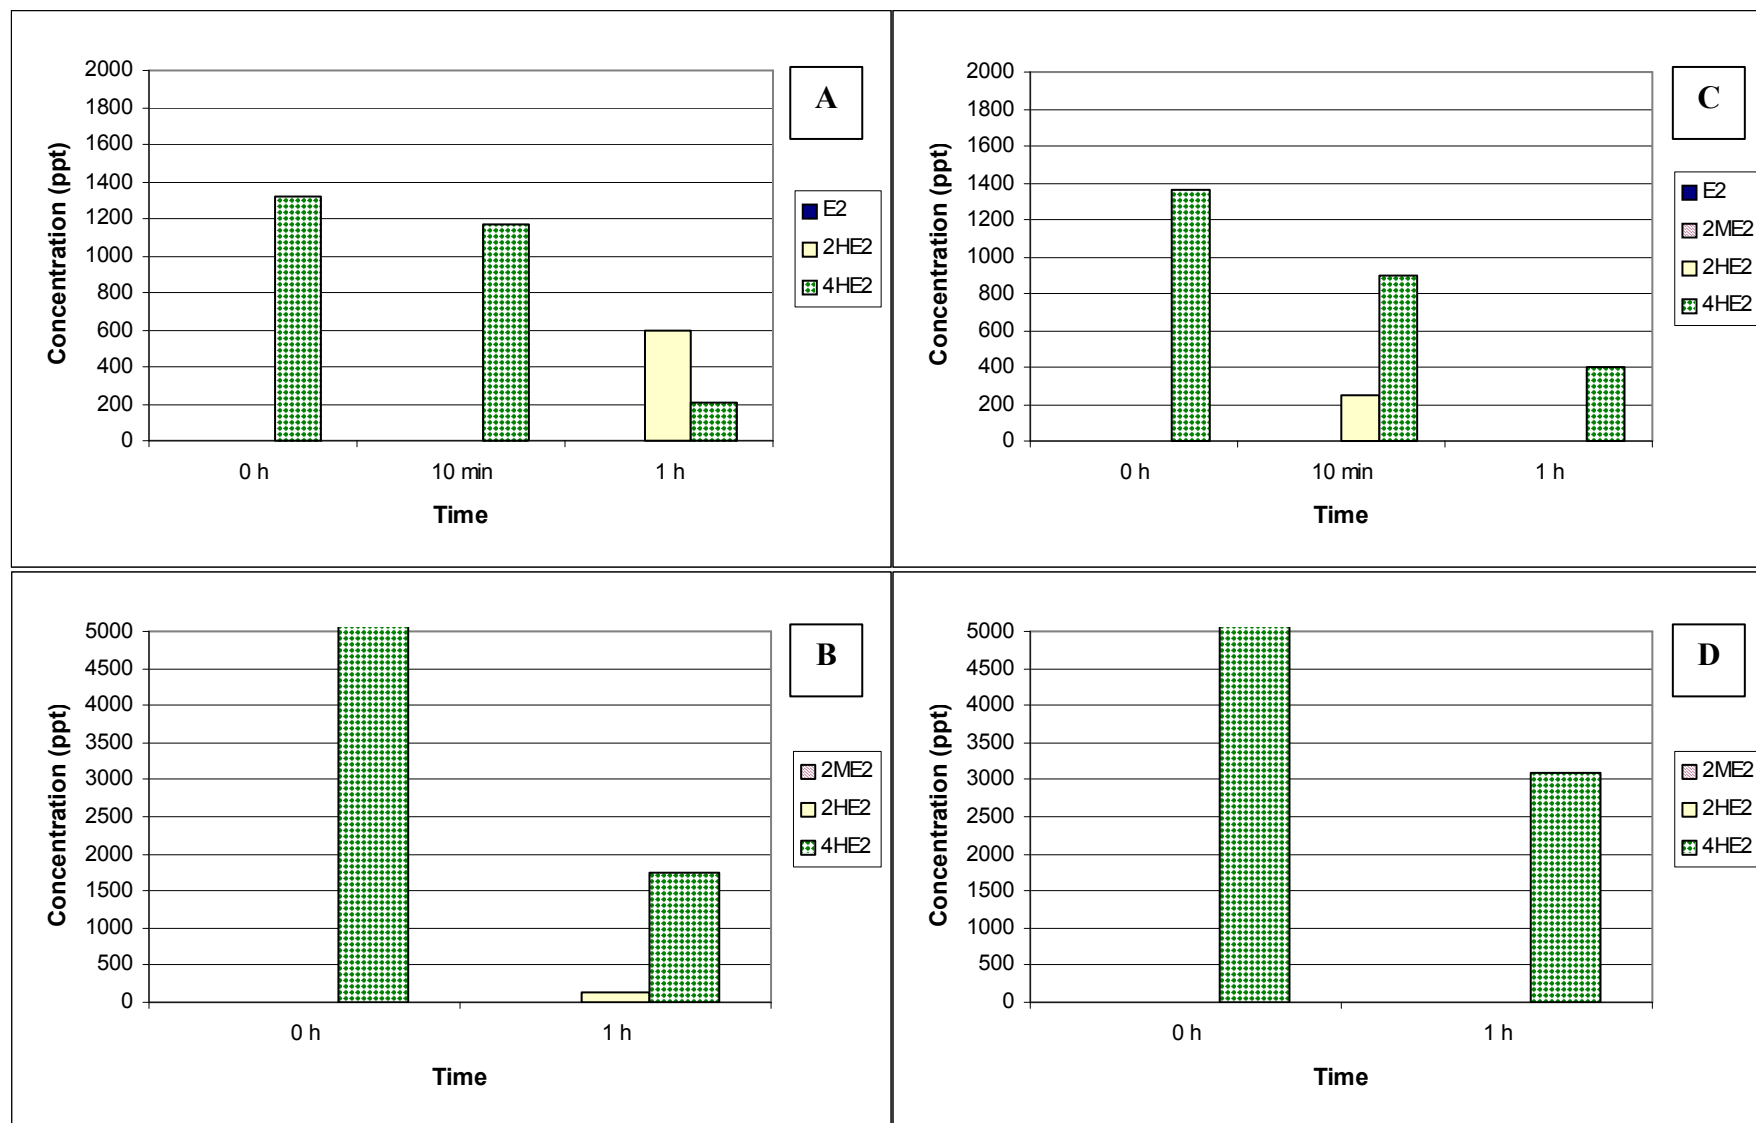 A
Concentration (ppt)
2000
1800
1600
1400
1200
1000
800
600
400
200
0
0 h 10 min 1 h
Time
E2
2HE2
4HE2
C
Concentration (ppt)
2000
1800
1600
1400
1200
1000
800
600
400
200
0
0 h 10 min 1 h
Time
E2
2ME2
2HE2
4HE2
B
Concentration (ppt)
5000
4500
4000
3500
3000
2500
2000
1500
1000
500
0
0 h 1 h
Time
2ME2
2HE2
4HE2
D
Concentration (ppt)
5000
4500
4000
3500
3000
2500
2000
1500
1000
500
0
0 h 1 h
Time
2ME2
2HE2
4HE2